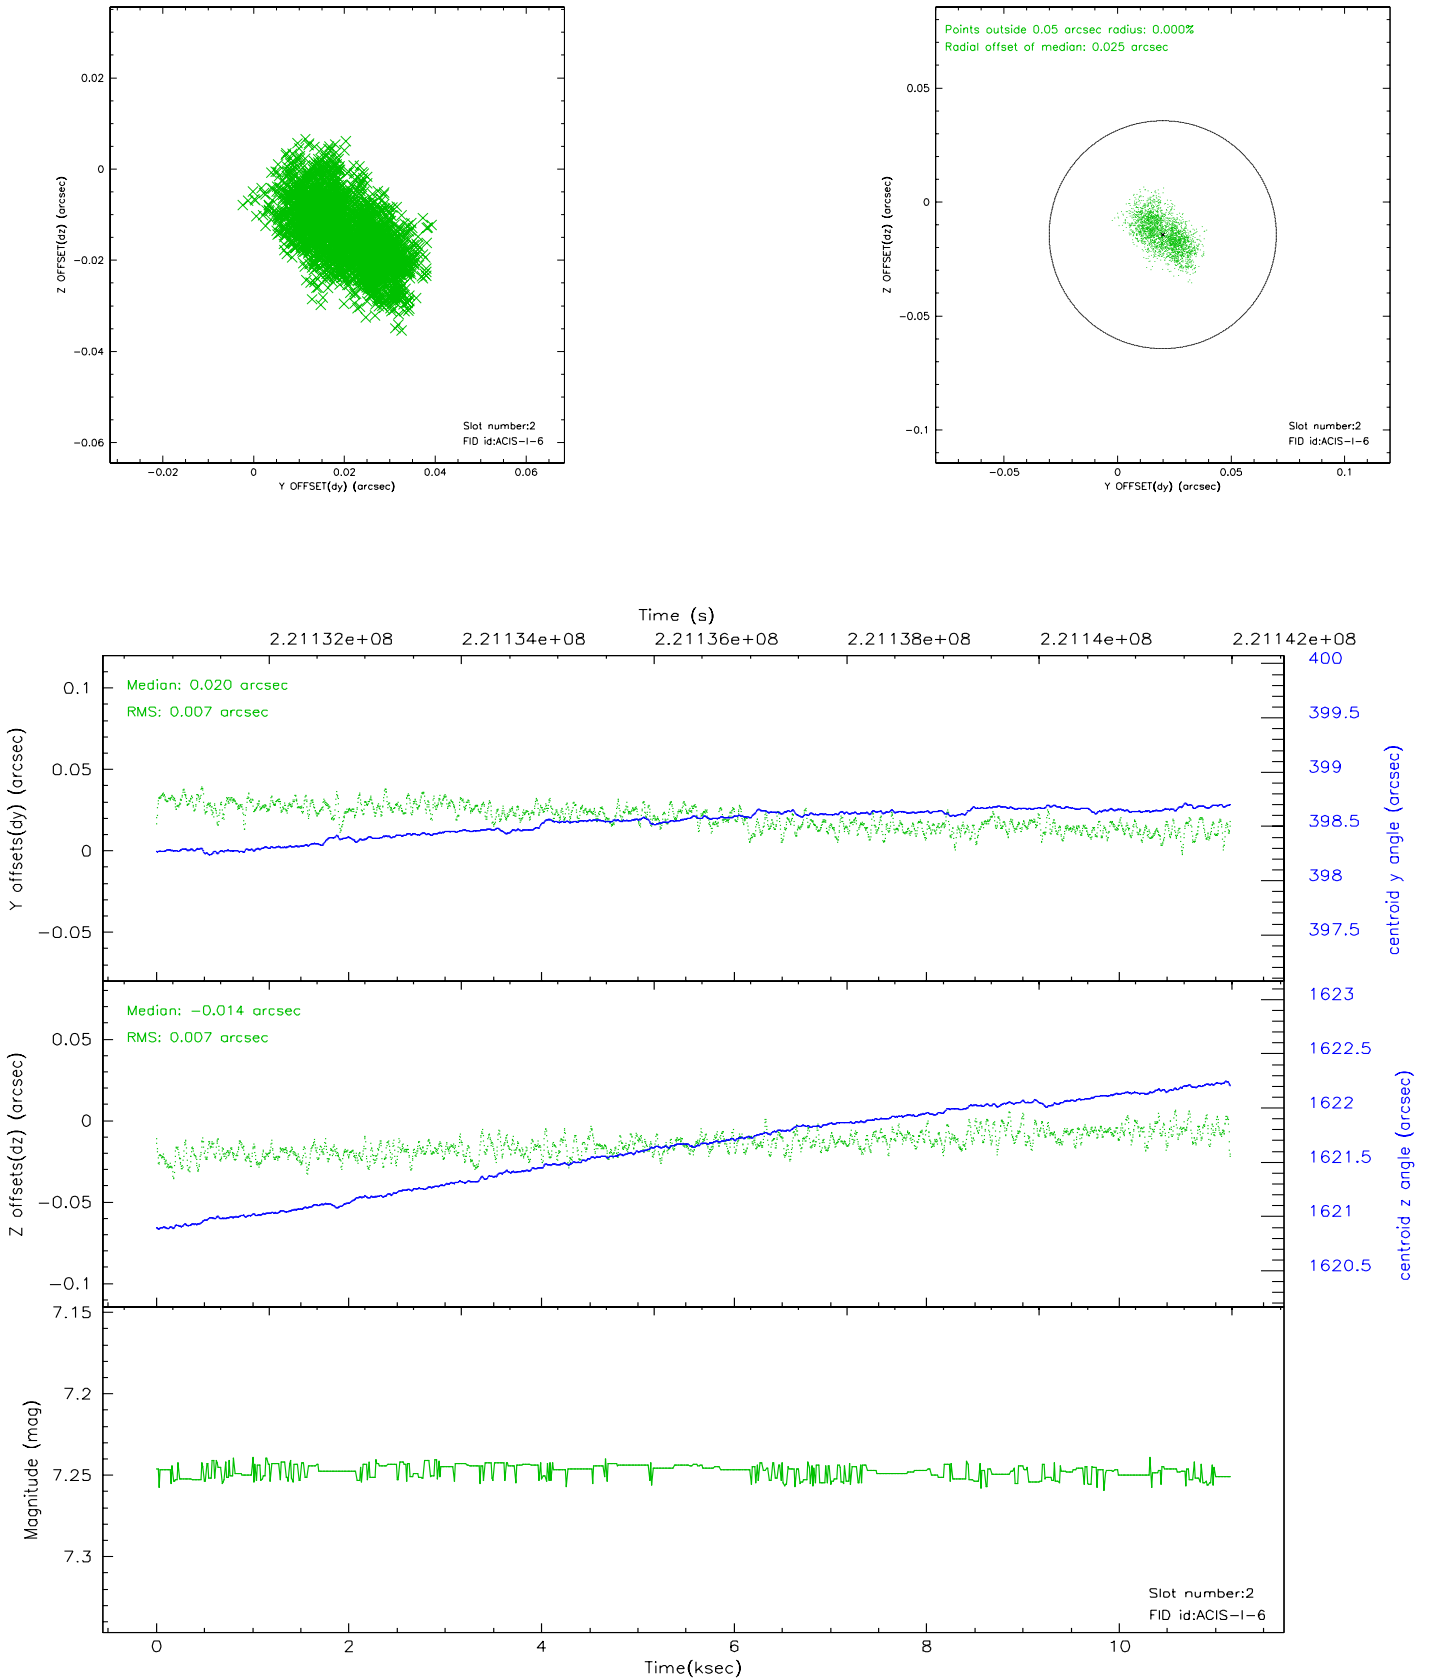 0.02
0
−0.02
−0.04
−0.06
Z OFFSET(dz) (arcsec)
−0.02 0 0.02 0.04 0.06
Y OFFSET(dy) (arcsec)
Slot number:2
FID id:ACIS−I−6
Points outside 0.05 arcsec radius: 0.000%
Radial offset of median: 0.025 arcsec
0.05
0
−0.05
−0.1
Z OFFSET(dz) (arcsec)
−0.05 0 0.05 0.1
Y OFFSET(dy) (arcsec)
Slot number:2
FID id:ACIS−I−6
Time (s)
2.21132e+08 2.21134e+08 2.21136e+08 2.21138e+08 2.2114e+08 2.21142e+08
Median: 0.020 arcsec
RMS: 0.007 arcsec
0.1
0.05
0
−0.05
Y offsets(dy) (arcsec)
400
399.5
399
398.5
398
397.5
centroid y angle (arcsec)
Median: −0.014 arcsec
RMS: 0.007 arcsec
0.05
0
−0.05
−0.1
Z offsets(dz) (arcsec)
1623
1622.5
1622
1621.5
1621
1620.5
centroid z angle (arcsec)
7.15
7.2
7.25
7.3
Magnitude (mag)
Slot number:2
FID id:ACIS−I−6
0 2 4 6 8 10
Time(ksec)